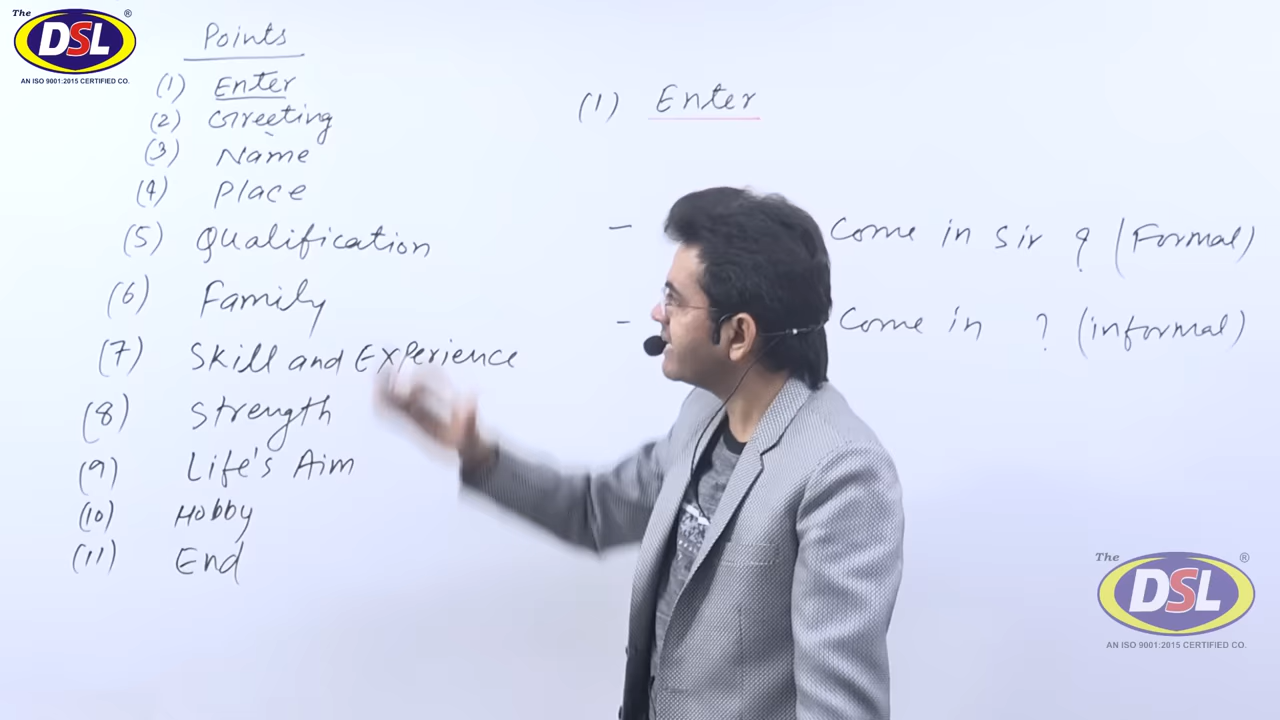 The
DSL
®
AN ISO 9001:2015 CERTIFIED CO.
Points
(1) Enter
(2) Greeting
(3) Name
(4) Place
(5) Qualification
(6) Family
(7) Skill and Experience
(8) Strength
(9) Life's Aim
(10) Hobby
(11) End
(1) Enter
- Come in Sir ? (Formal)
- Come in ? (informal)
The
DSL
®
AN ISO 9001:2015 CERTIFIED CO.